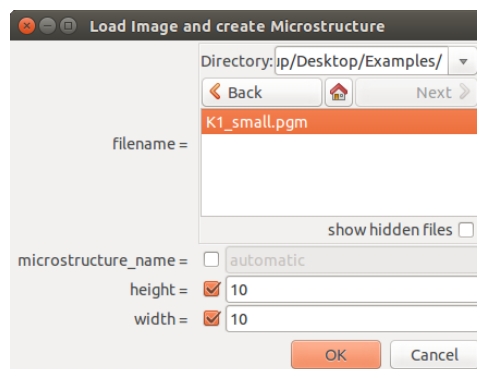 Load Image and create Microstructure
Directory: up/Desktop/Examples/
Back
Next
filename =
K1_small.pgm
show hidden files
microstructure_name =
automatic
height =
10
width =
10
OK
Cancel